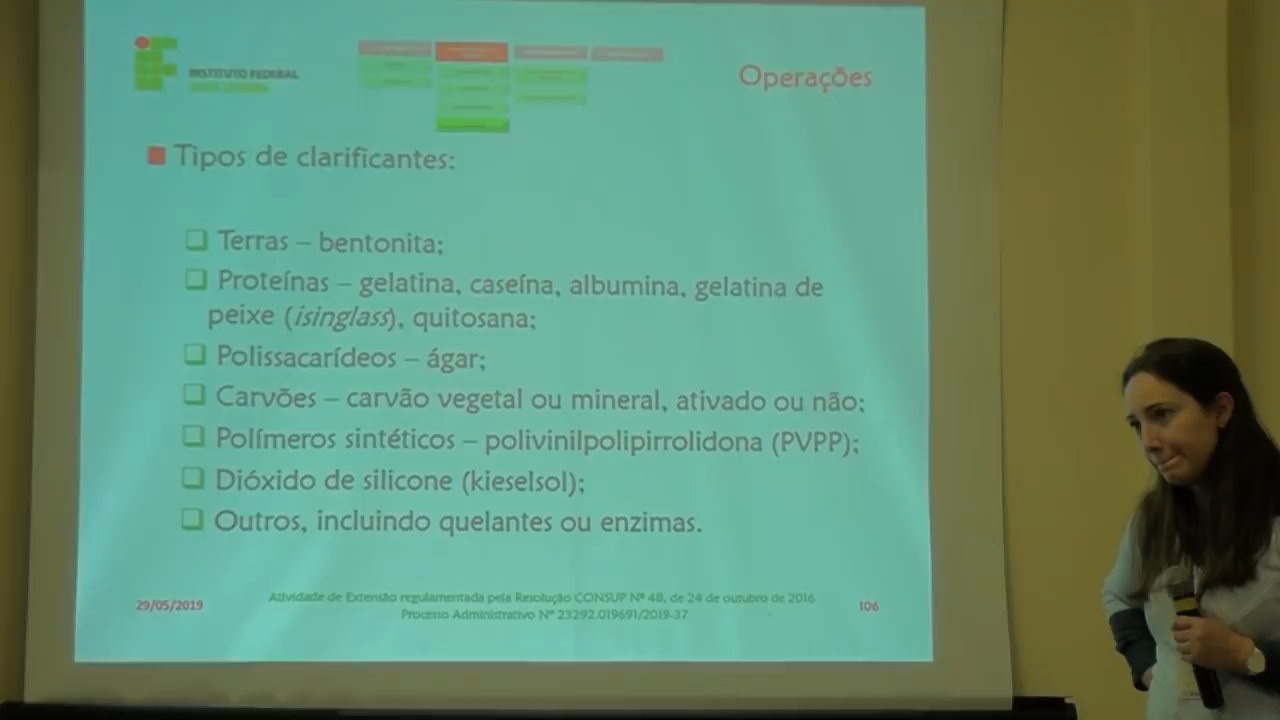 INSTITUTO FEDERAL
Operações
Tipos de clarificantes:
Terras – bentonita;
Proteínas – gelatina, caseína, albumina, gelatina de
peixe (isinglass), quitosana;
Polissacarídeos – ágar;
Carvões – carvão vegetal ou mineral, ativado ou não;
Polímeros sintéticos – polivinilpolipirrolidona (PVPP);
Dióxido de silicone (kieselsol);
Outros, incluindo quelantes ou enzimas.
29/05/2019
Atividade de Extensão regulamentada pela Resolução CONSUP Nº 48, de 24 de outubro de 2016
Processo Administrativo Nº 23292.019691/2019-37
106